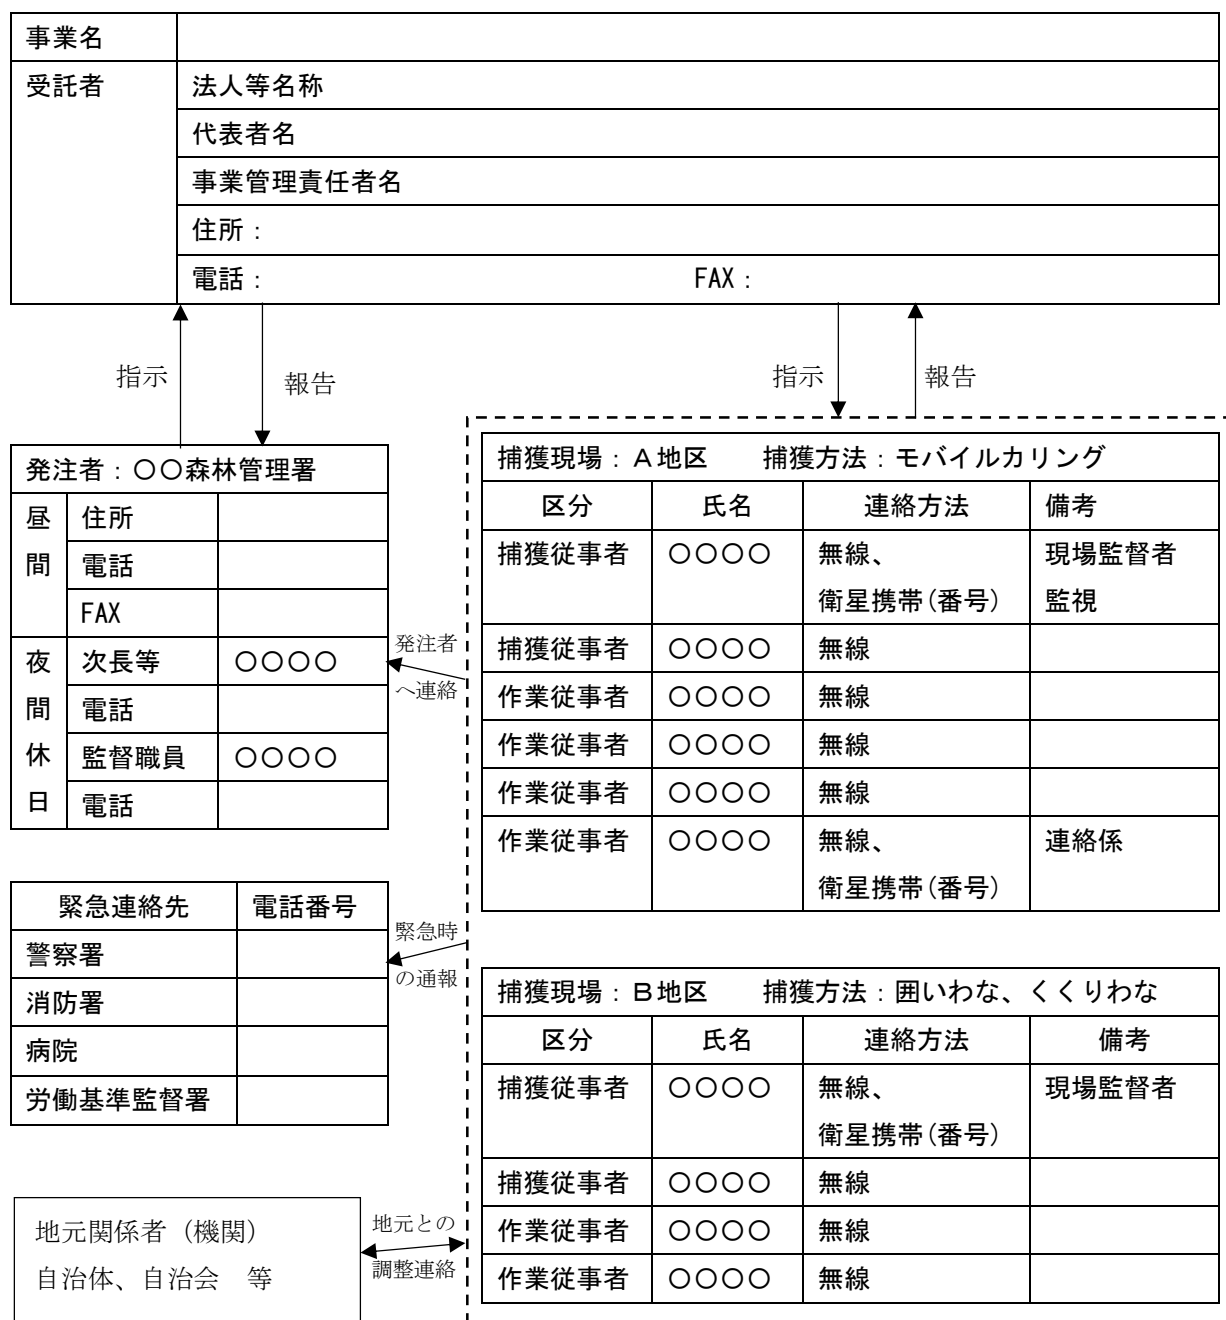 事業名
受託者
法人等名称
代表者名
事業管理責任者名
住所：
電話： FAX：
指示
報告
指示
報告
発注者：〇〇森林管理署
昼間
住所
電話
FAX
夜間休日
次長等 〇〇〇〇
電話
監督職員 〇〇〇〇
電話
発注者
へ連絡
緊急連絡先 電話番号
警察署
消防署
病院
労働基準監督署
緊急時
の通報
地元関係者（機関）
自治体、自治会　等
地元との
調整連絡
捕獲現場：Ａ地区　　捕獲方法：モバイルカリング
区分 氏名 連絡方法 備考
捕獲従事者 〇〇〇〇 無線、 現場監督者
衛星携帯(番号) 監視
捕獲従事者 〇〇〇〇 無線
作業従事者 〇〇〇〇 無線
作業従事者 〇〇〇〇 無線
作業従事者 〇〇〇〇 無線
作業従事者 〇〇〇〇 無線、 連絡係
衛星携帯(番号)
捕獲現場：Ｂ地区　　捕獲方法：囲いわな、くくりわな
区分 氏名 連絡方法 備考
捕獲従事者 〇〇〇〇 無線、 現場監督者
衛星携帯(番号)
捕獲従事者 〇〇〇〇 無線
作業従事者 〇〇〇〇 無線
作業従事者 〇〇〇〇 無線